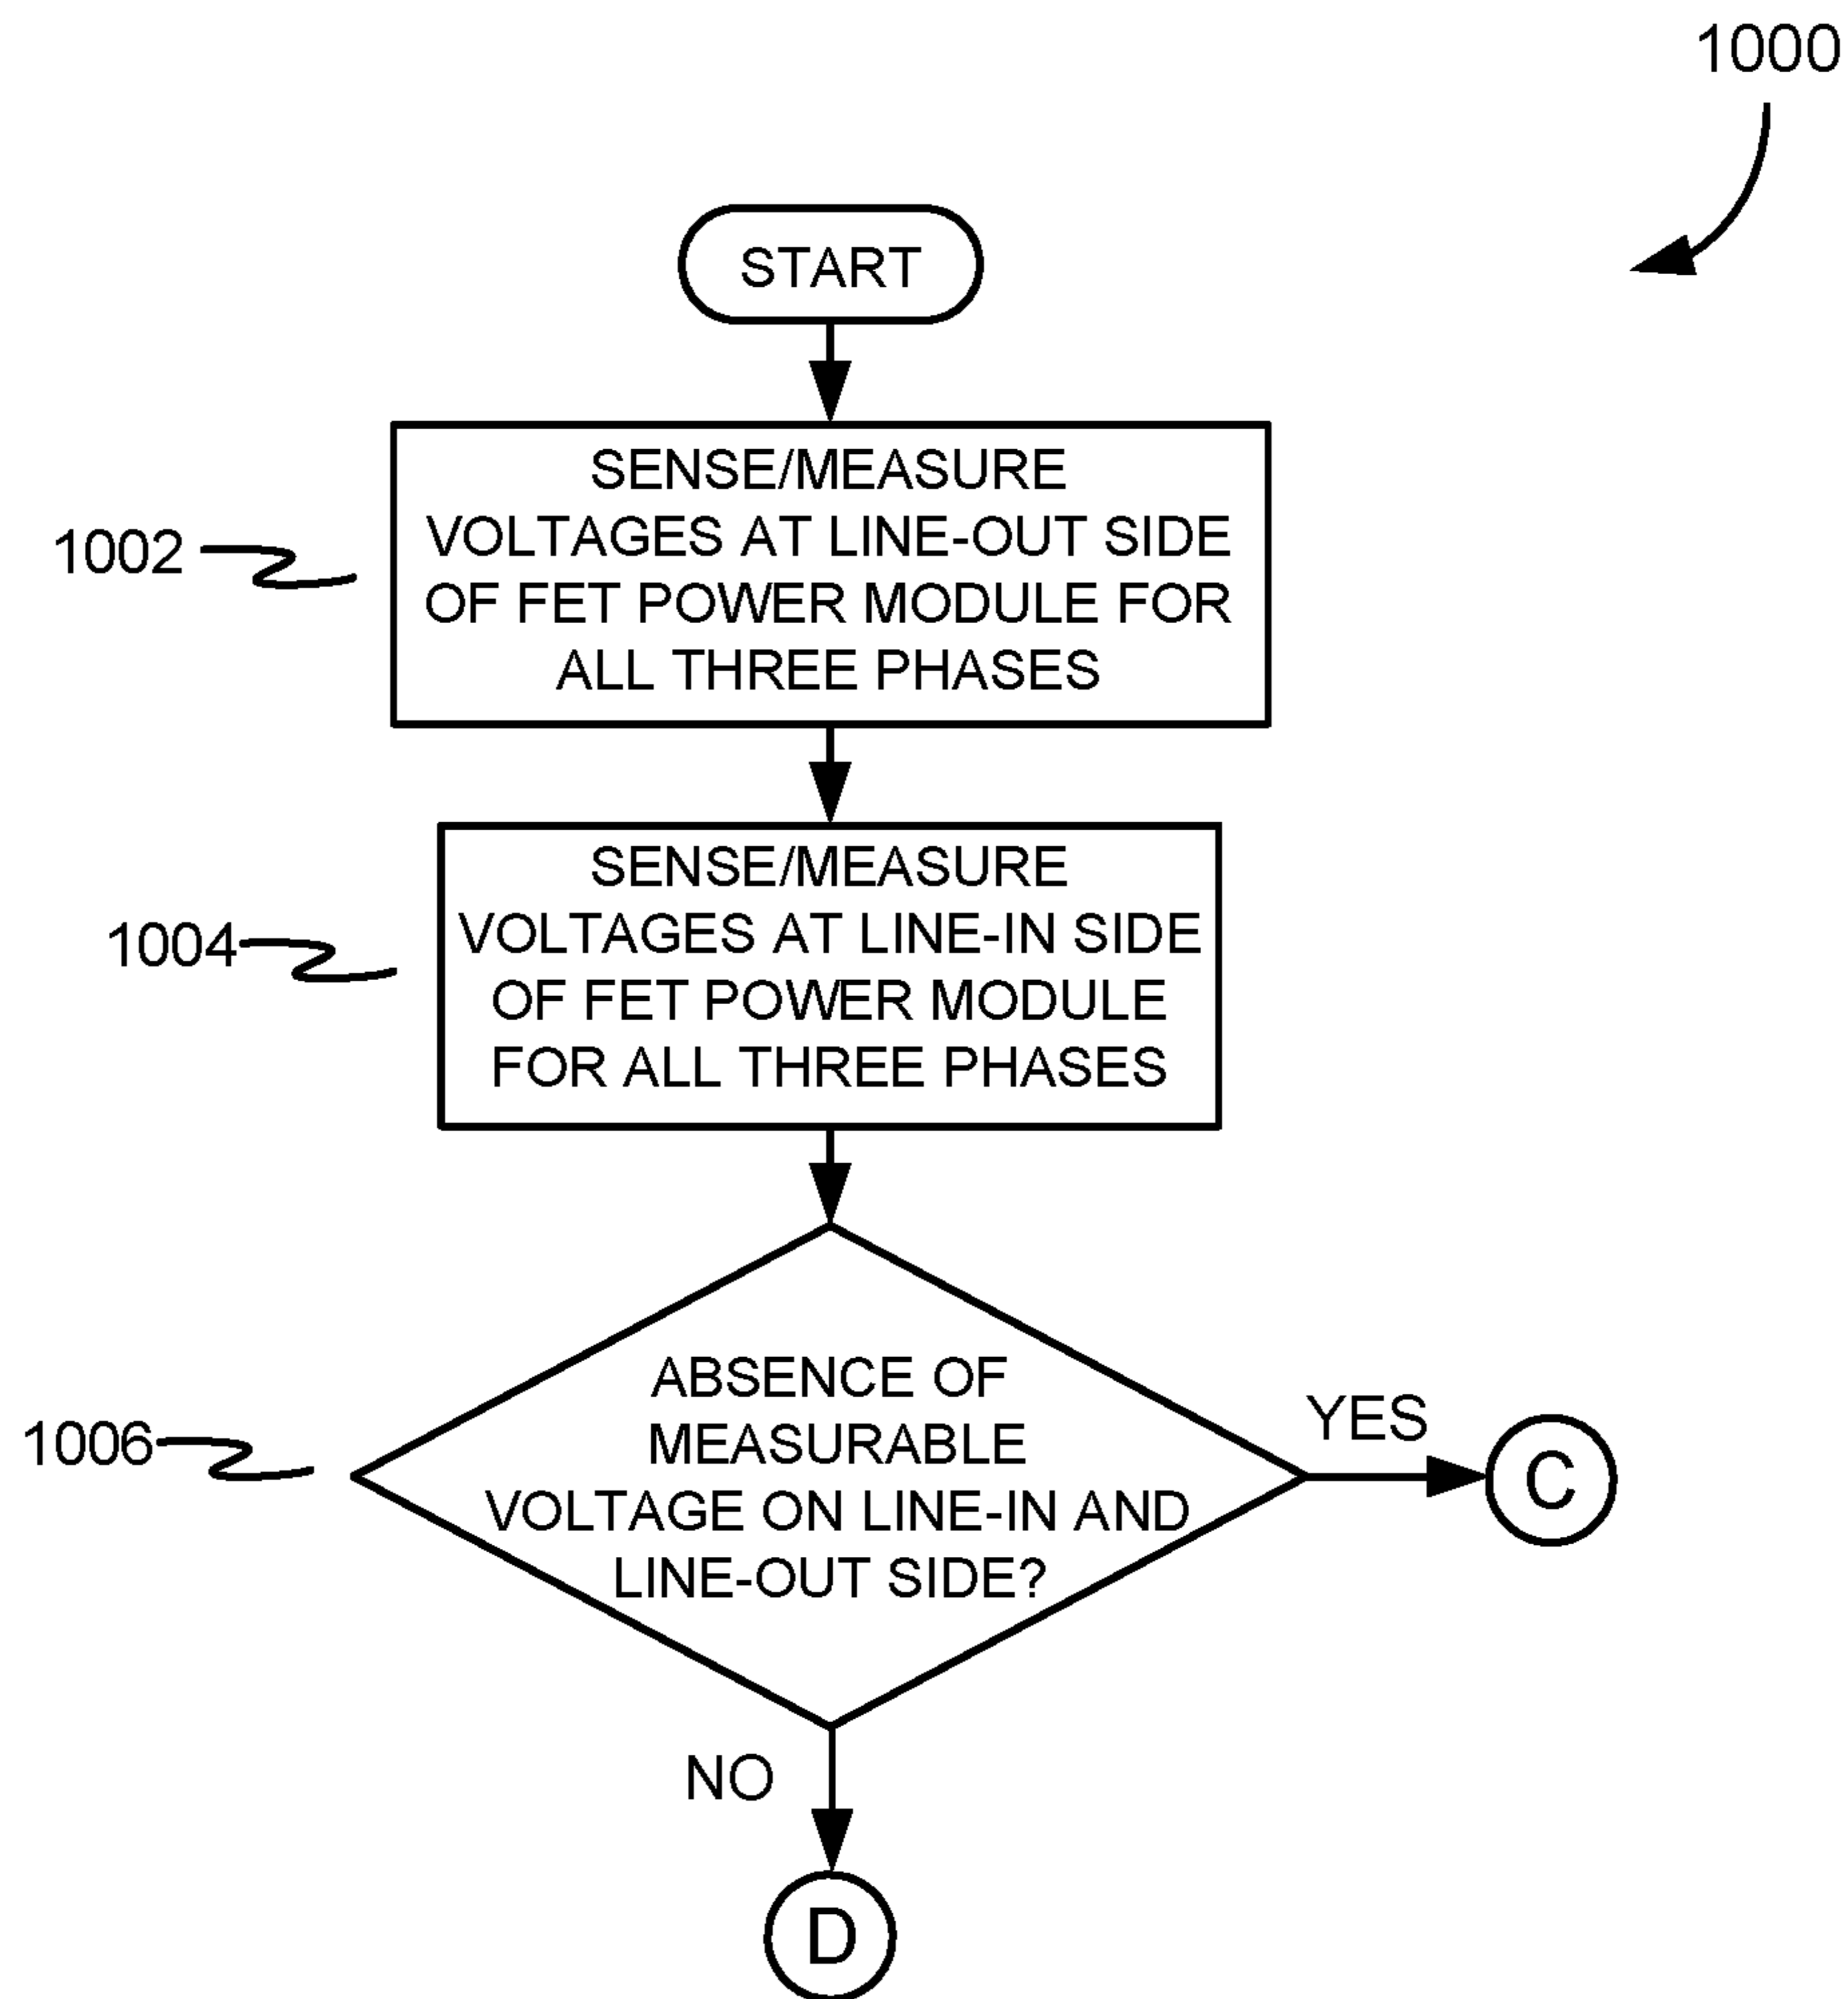 1000
START
SENSE/MEASURE
VOLTAGES AT LINE-OUT SIDE
OF FET POWER MODULE FOR
ALL THREE PHASES
1002
SENSE/MEASURE
VOLTAGES AT LINE-IN SIDE
OF FET POWER MODULE
FOR ALL THREE PHASES
1004
ABSENCE OF
MEASURABLE
VOLTAGE ON LINE-IN AND
LINE-OUT SIDE?
1006
YES
C
NO
D